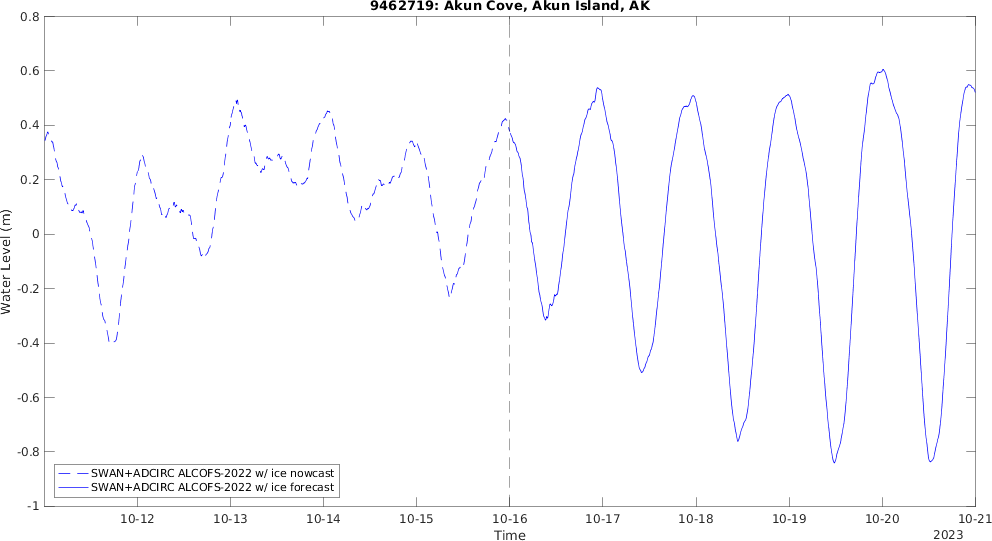 9462719: Akun Cove, Akun Island, AK
0.8
0.6
0.4
0.2
0
-0.2
-0.4
-0.6
-0.8
-1
Water Level (m)
SWAN+ADCIRC ALCOFS-2022 w/ ice nowcast
SWAN+ADCIRC ALCOFS-2022 w/ ice forecast
10-12 10-13 10-14 10-15 10-16 10-17 10-18 10-19 10-20 10-21
Time
2023